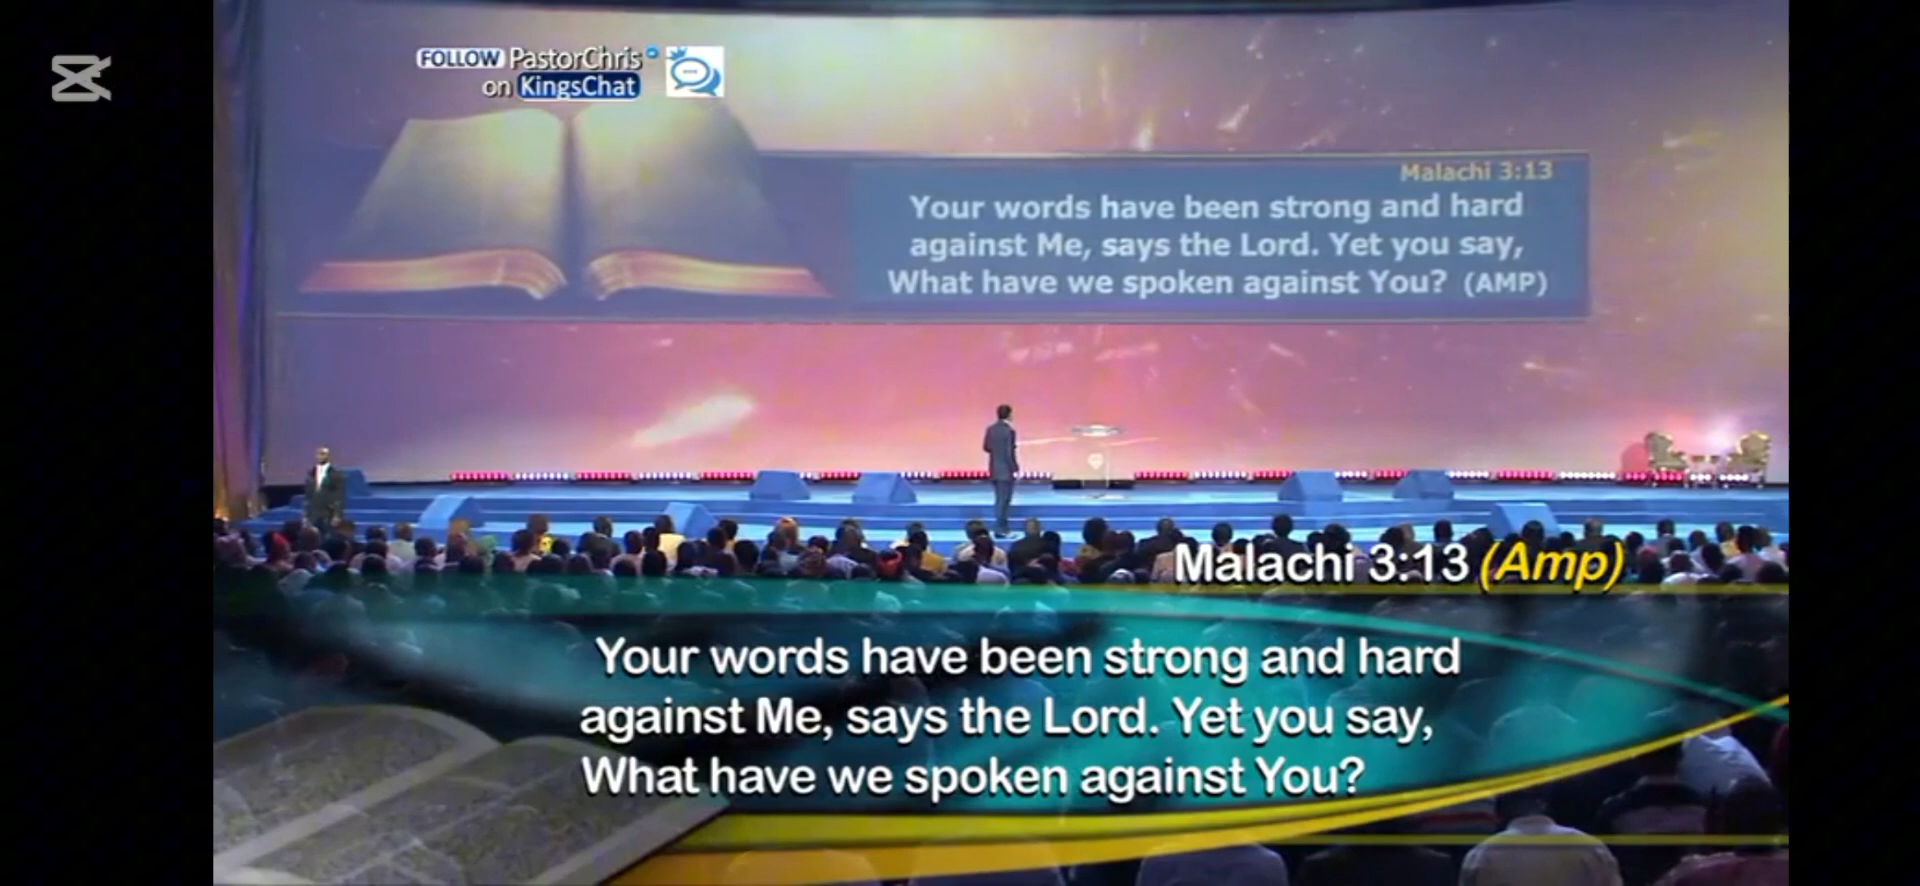 FOLLOW PastorChris
on KingsChat
Malachi 3:13
Your words have been strong and hard
against Me, says the Lord. Yet you say,
What have we spoken against You? (AMP)
Malachi 3:13 (Amp)
Your words have been strong and hard
against Me, says the Lord. Yet you say,
What have we spoken against You?